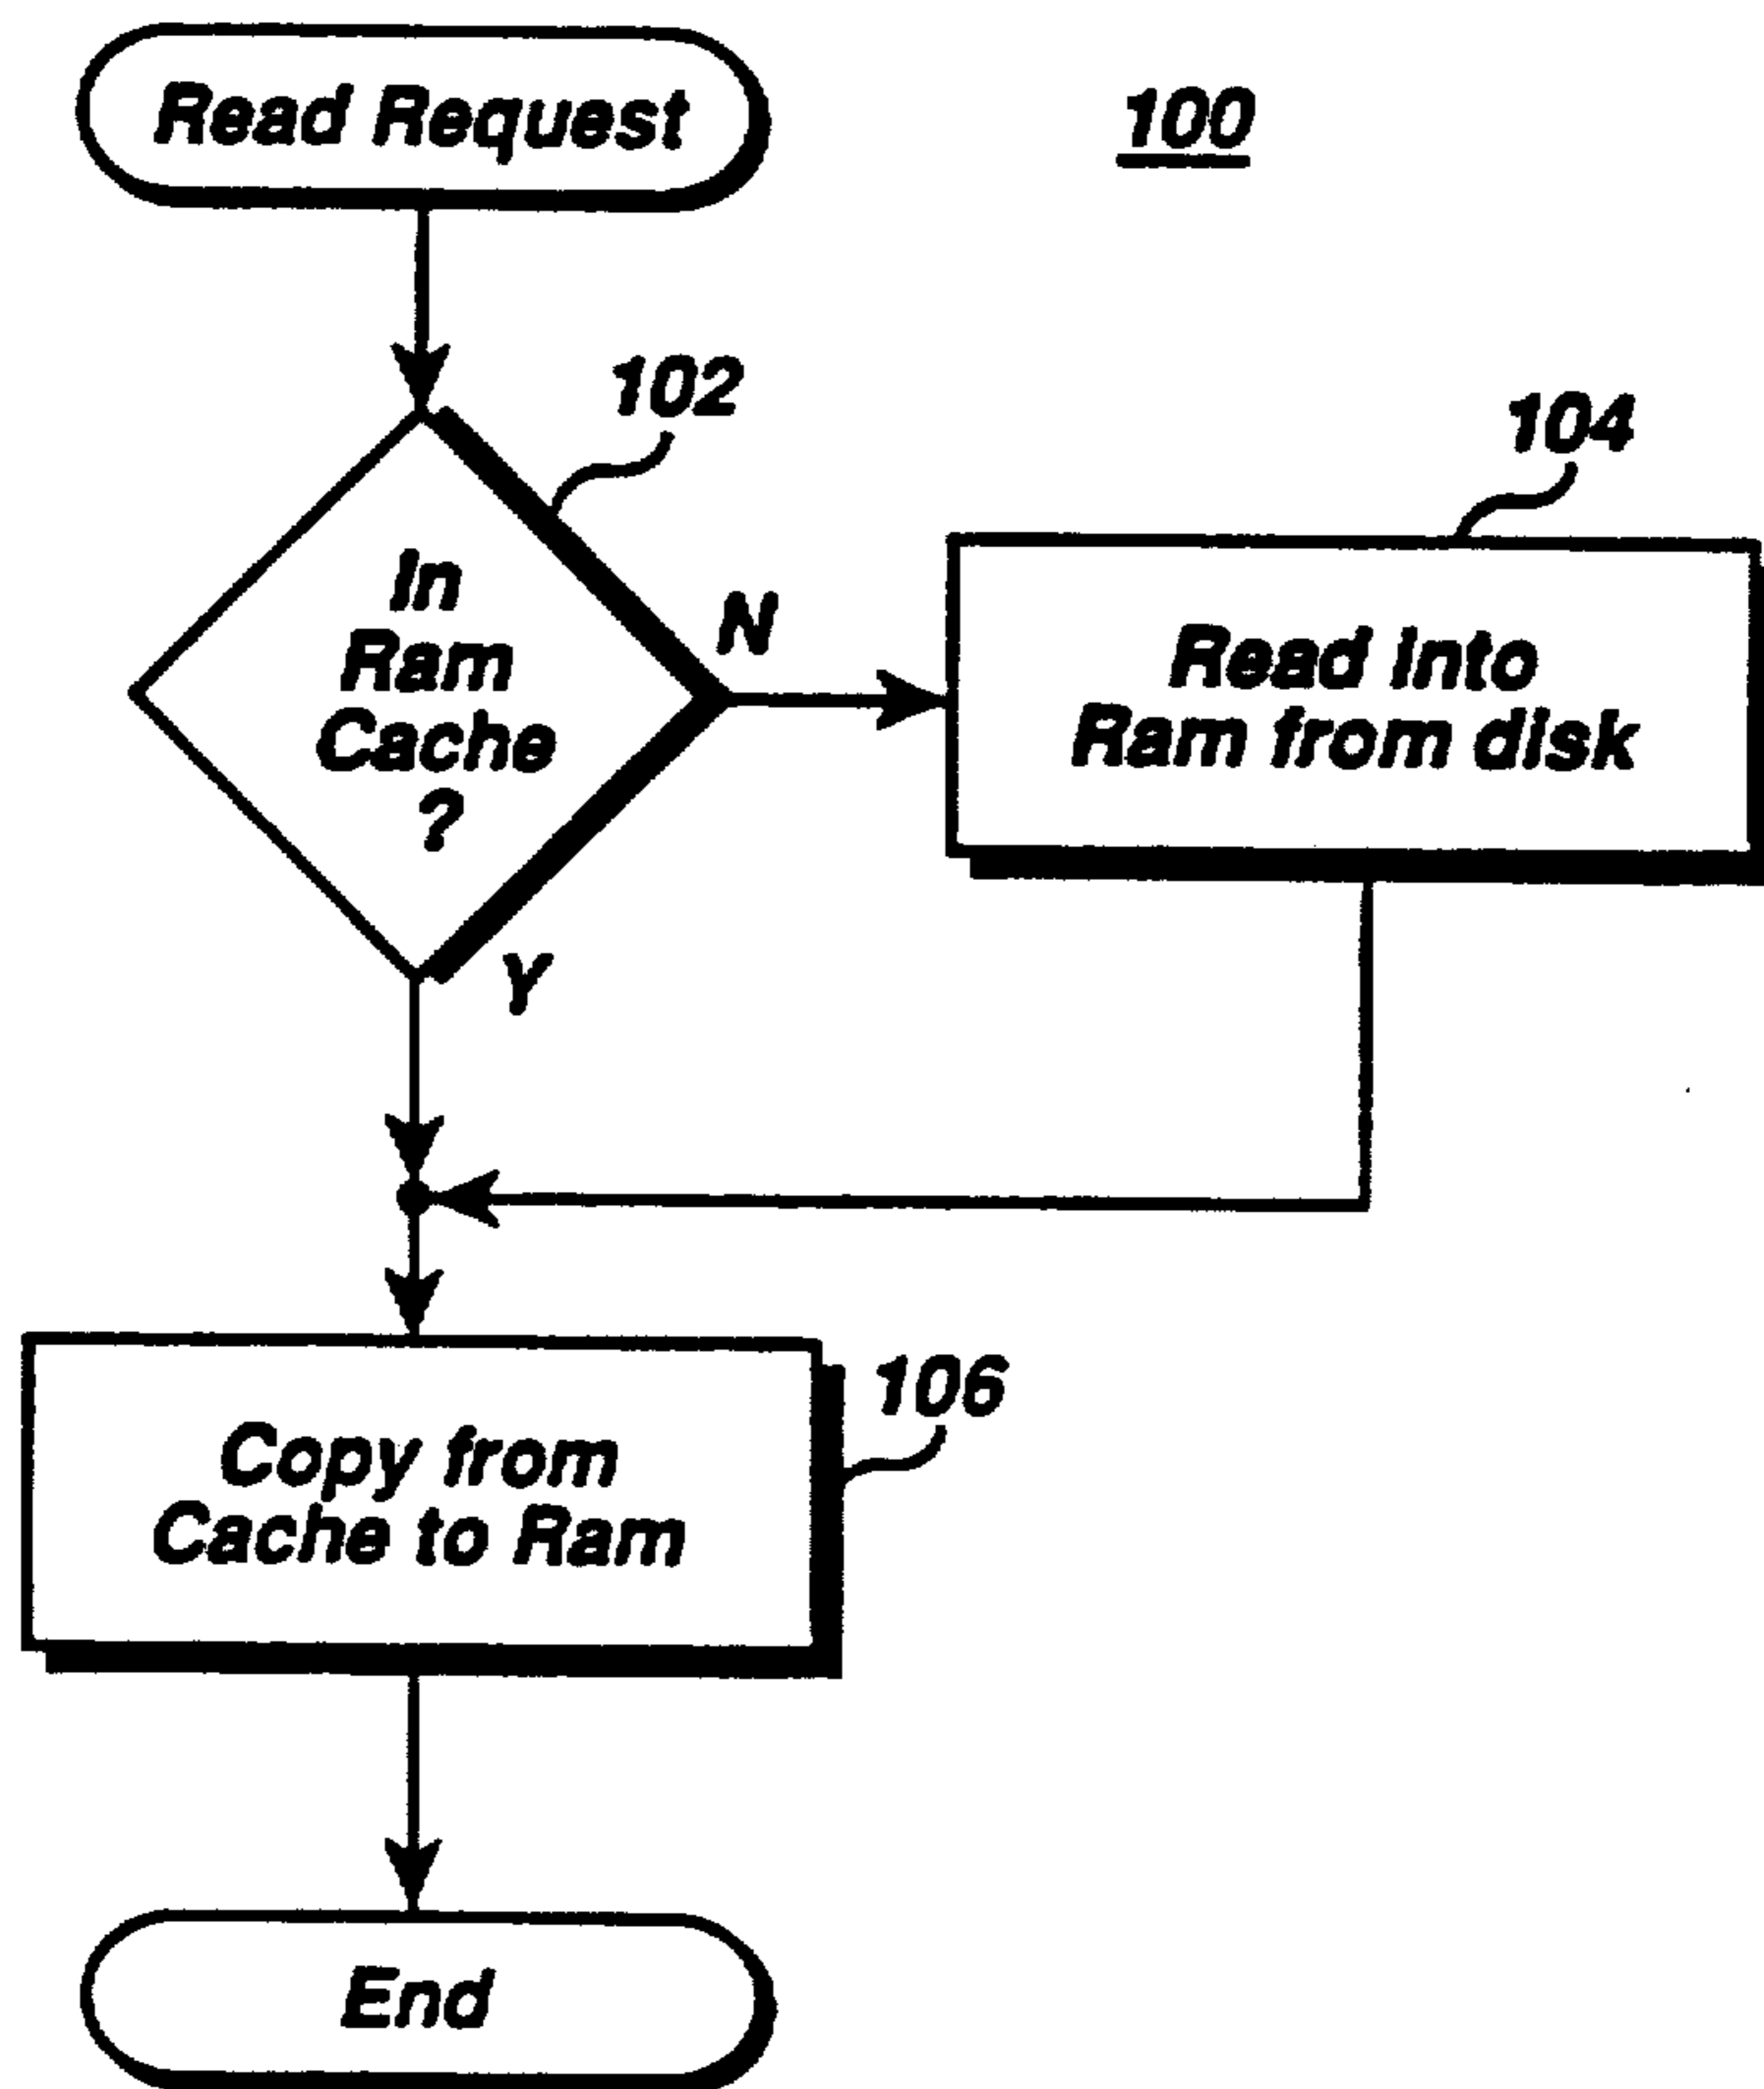 Read Request
100
102
104
In
Ram
Cache
?
N
Read into
Ram from disk
Y
106
Copy from
Cache to Ram
End